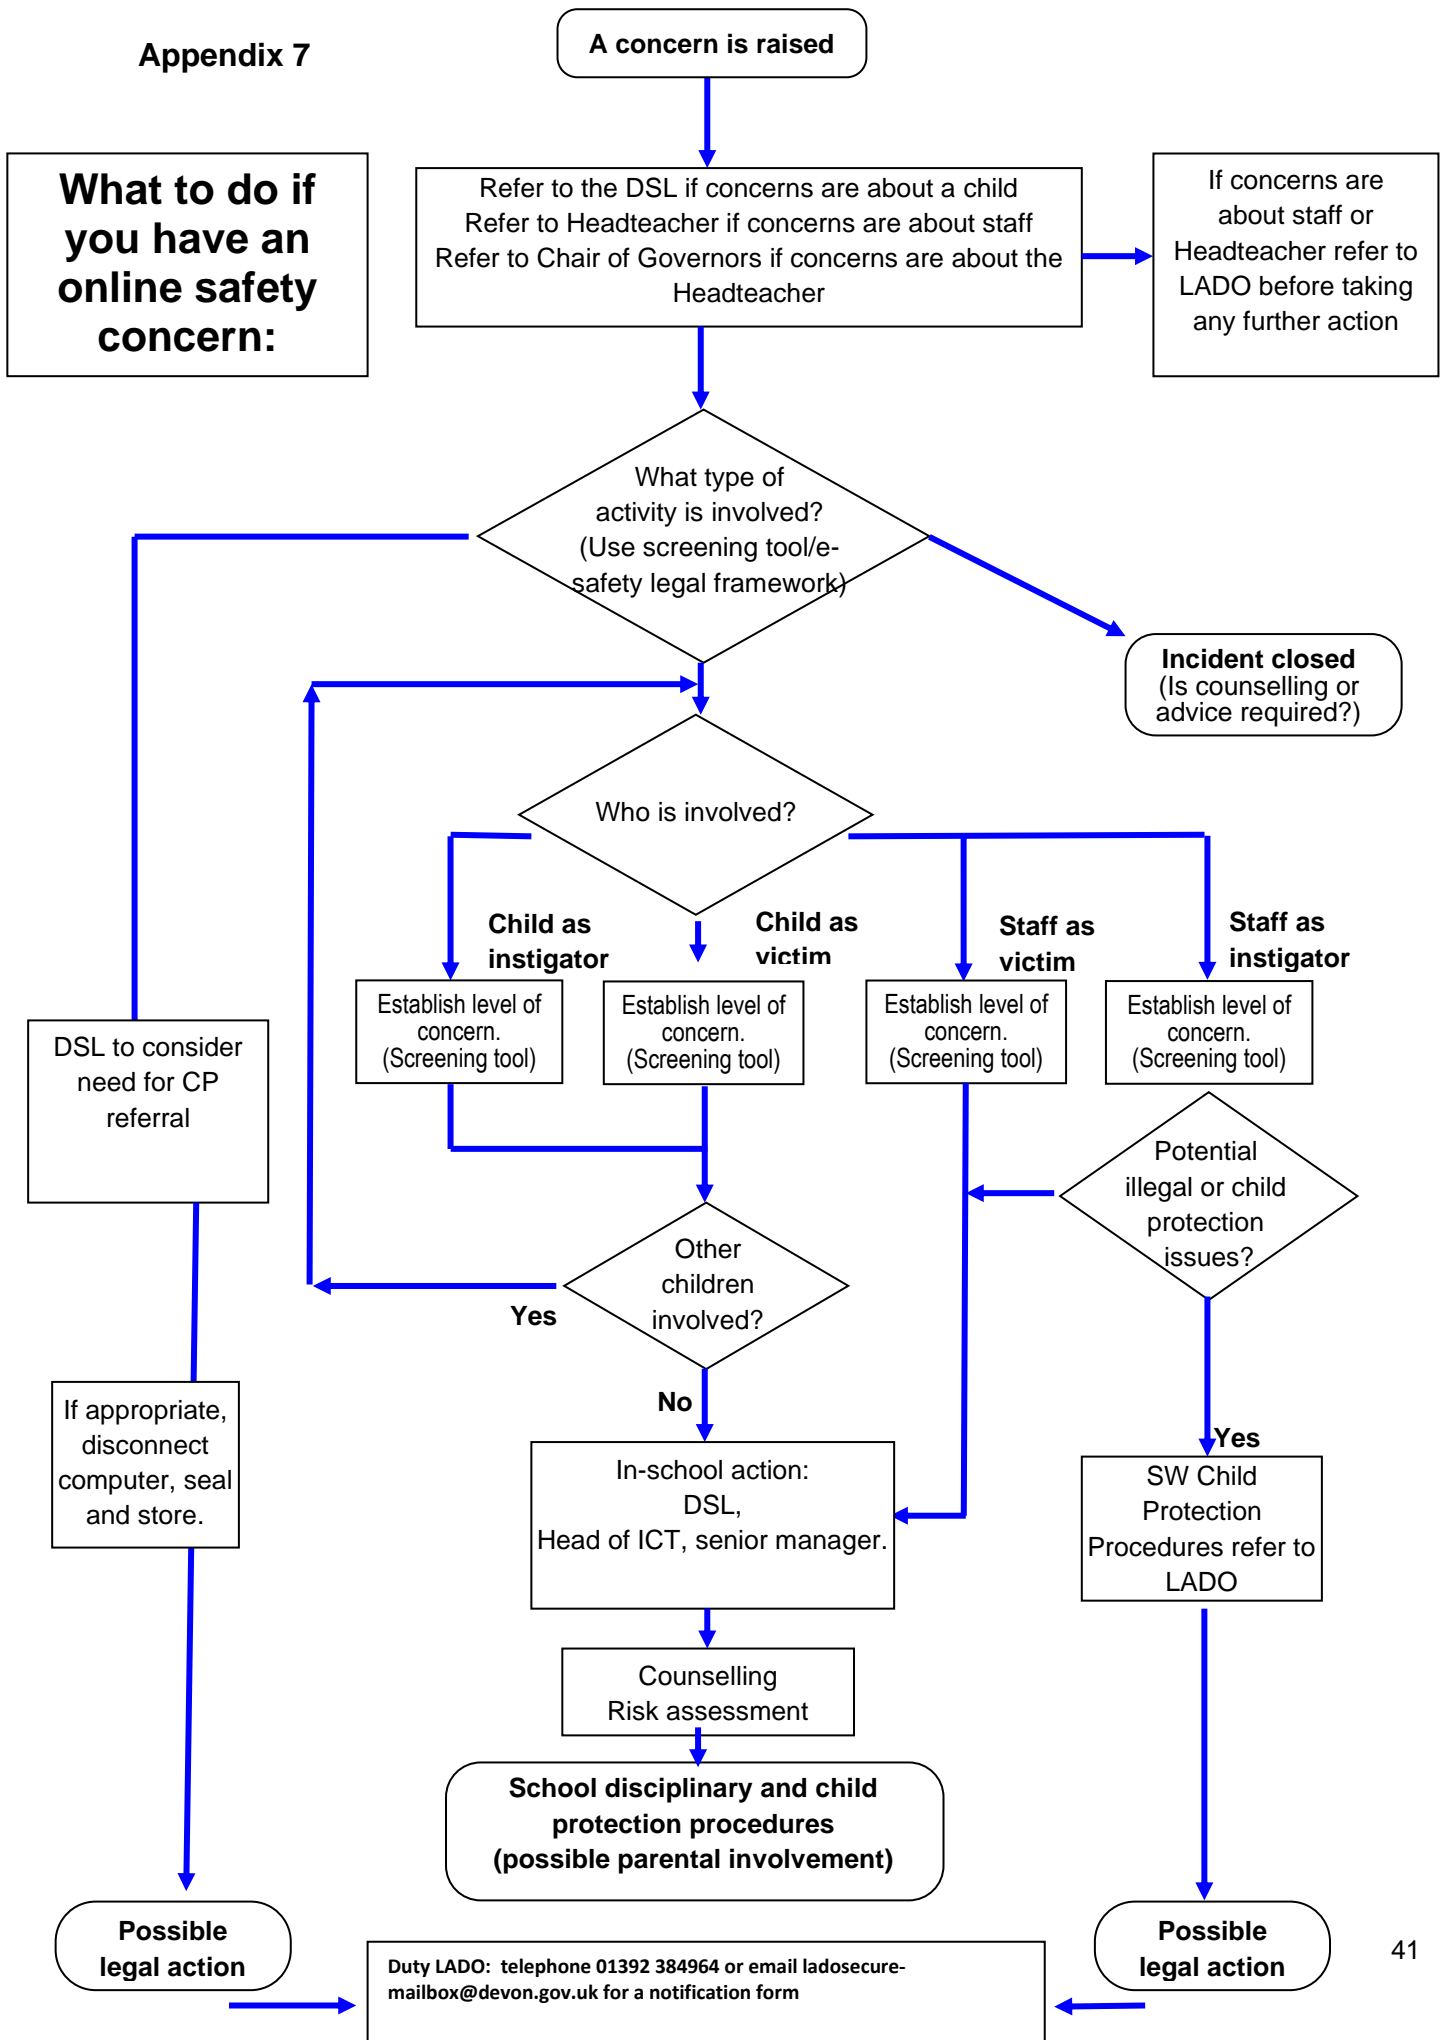 Appendix 7
A concern is raised
What to do if
you have an
online safety
concern:
Refer to the DSL if concerns are about a child
Refer to Headteacher if concerns are about staff
Refer to Chair of Governors if concerns are about the
Headteacher
If concerns are
about staff or
Headteacher refer to
LADO before taking
any further action
What type of
activity is involved?
(Use screening tool/e-
safety legal framework)
Incident closed
(Is counselling or
advice required?)
Who is involved?
Child as
instigator
Child as
victim
Staff as
victim
Staff as
instigator
Establish level of
concern.
(Screening tool)
Establish level of
concern.
(Screening tool)
Establish level of
concern.
(Screening tool)
Establish level of
concern.
(Screening tool)
DSL to consider
need for CP
referral
Potential
illegal or child
protection
issues?
Other
children
involved?
Yes
No
Yes
If appropriate,
disconnect
computer, seal
and store.
In-school action:
DSL,
Head of ICT, senior manager.
SW Child
Protection
Procedures refer to
LADO
Counselling
Risk assessment
School disciplinary and child
protection procedures
(possible parental involvement)
Possible
legal action
Possible
legal action
Duty LADO: telephone 01392 384964 or email ladosecure-
mailbox@devon.gov.uk for a notification form
41